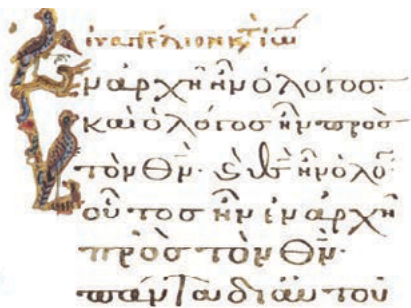 εὐαγγέλιον κτ ἰω
Ἐν ἀρχῆ ἦν ὁ λόγος·
καὶ ὁ λόγος ἦν πρὸς
τὸν θν̄· καὶ θς̄ ἦν ὁ λο
οὗτος ἦν ἐν ἀρχῆ
πρὸς τὸν θν̄·
πάντα δι αὐτοῦ